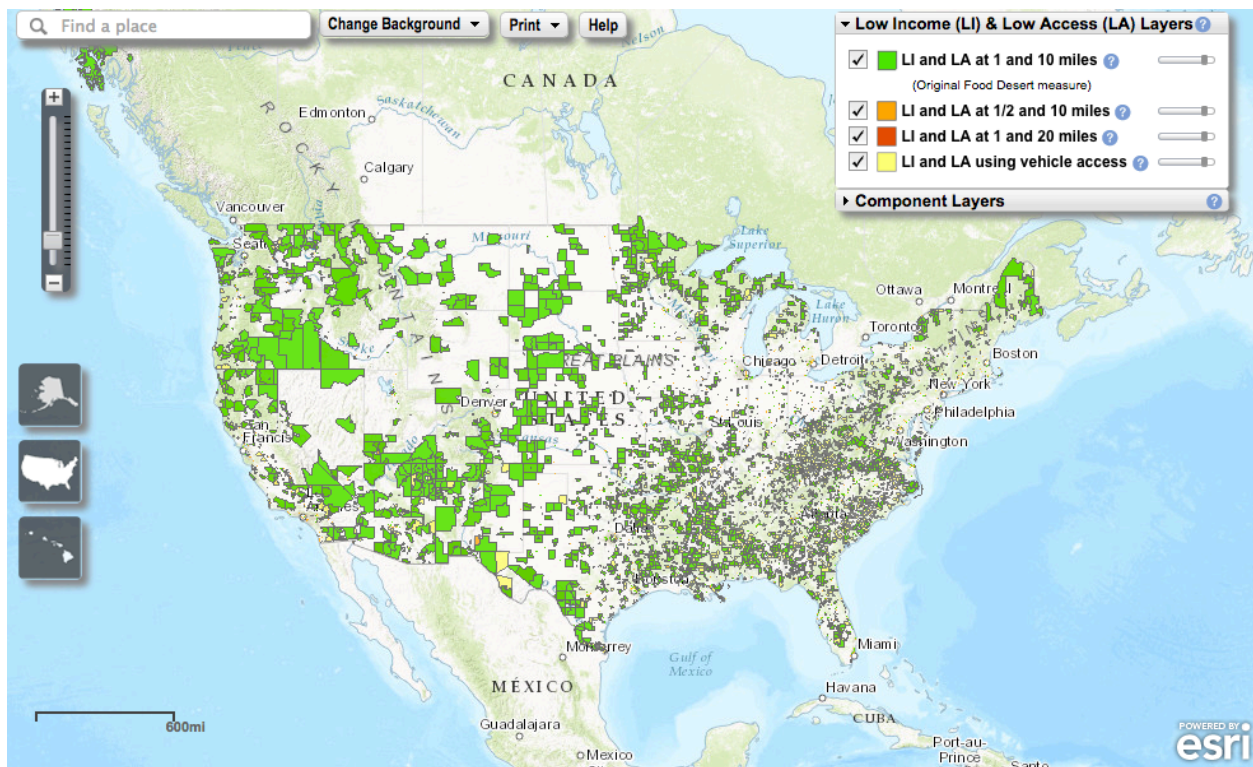 Find a place
Change Background
Print
Help
Low Income (LI) & Low Access (LA) Layers
LI and LA at 1 and 10 miles
(Original Food Desert measure)
LI and LA at 1/2 and 10 miles
LI and LA at 1 and 20 miles
LI and LA using vehicle access
Component Layers
Nelson
CANADA
Edmonton
Saskatchewan
ROCKY MOUNTAINS
Calgary
Vancouver
Missouri
Lake
Superior
Ottawa
Lake
Huron
Toronto
Snake
GREAT PLAINS
Chicago
Detroit
Boston
New York
Denver
UNITED
STATES
Philadelphia
St Louis
Washington
Kansas
Atlanta
Houston
Miami
Monterrey
Gulf of
Mexico
Havana
MÉXICO
CUBA
600mi
Guadalajara
Mexico
Port-au-
Prince
POWERED BY
esri